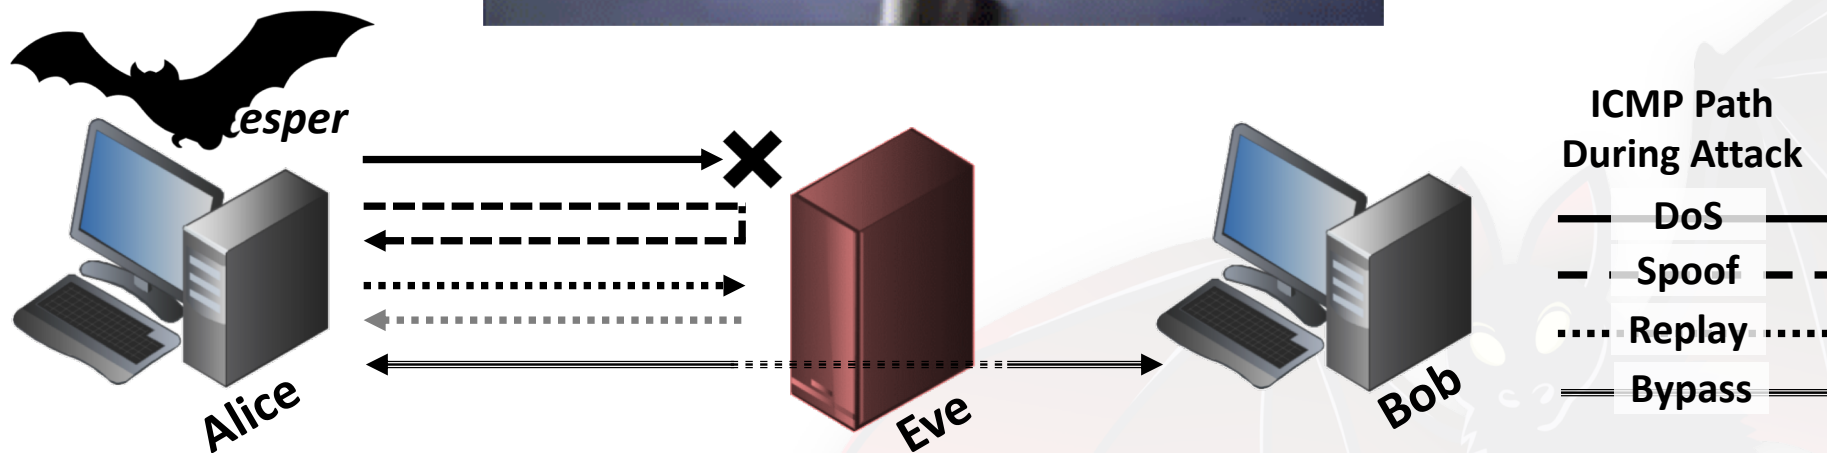 esper
ICMP Path
During Attack
DoS
Spoof
Replay
Bypass
Alice
Eve
Bob